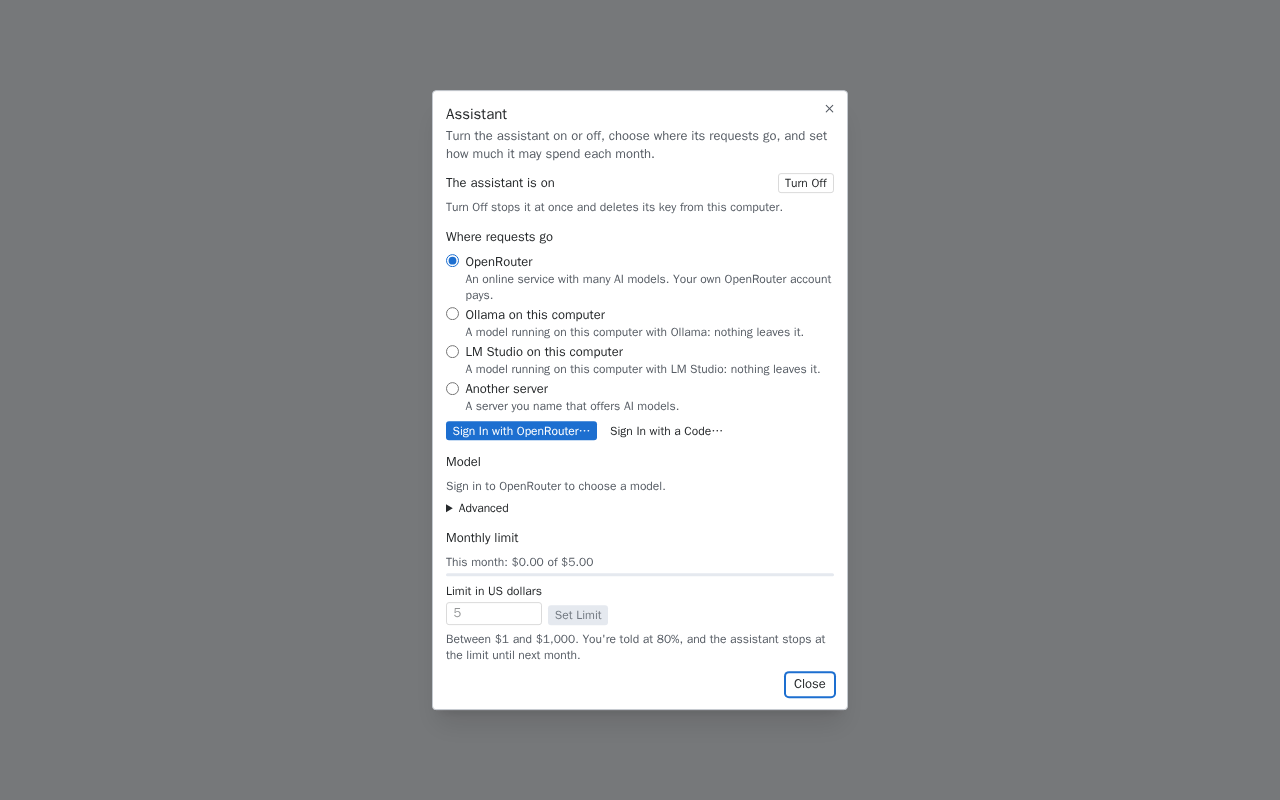 Assistant
×
Turn the assistant on or off, choose where its requests go, and set
how much it may spend each month.
The assistant is on
Turn Off
Turn Off stops it at once and deletes its key from this computer.
Where requests go
OpenRouter
An online service with many AI models. Your own OpenRouter account
pays.
Ollama on this computer
A model running on this computer with Ollama: nothing leaves it.
LM Studio on this computer
A model running on this computer with LM Studio: nothing leaves it.
Another server
A server you name that offers AI models.
Sign In with OpenRouter…
Sign In with a Code…
Model
Sign in to OpenRouter to choose a model.
Advanced
Monthly limit
This month: $0.00 of $5.00
Limit in US dollars
5
Set Limit
Between $1 and $1,000. You're told at 80%, and the assistant stops at
the limit until next month.
Close